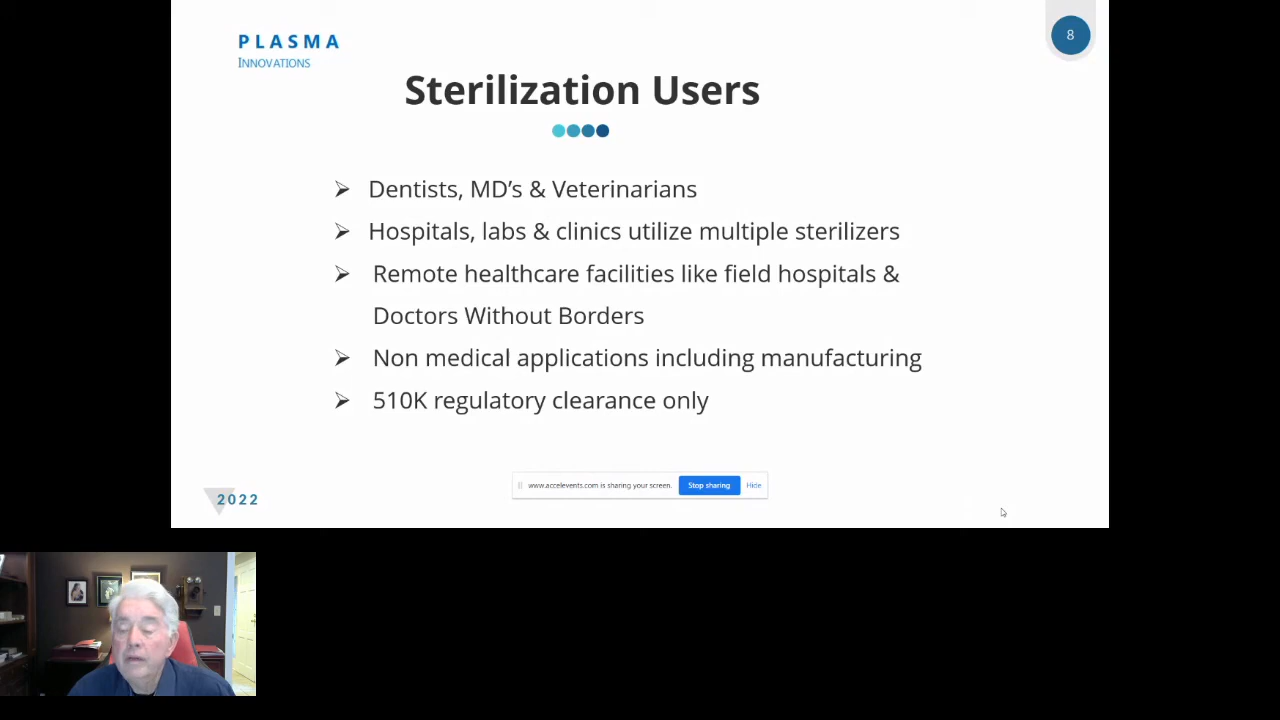 PLASMA
INNOVATIONS
8
Sterilization Users
Dentists, MD's & Veterinarians
Hospitals, labs & clinics utilize multiple sterilizers
Remote healthcare facilities like field hospitals &
Doctors Without Borders
Non medical applications including manufacturing
510K regulatory clearance only
www.accelevents.com is sharing your screen. Stop sharing Hide
2022